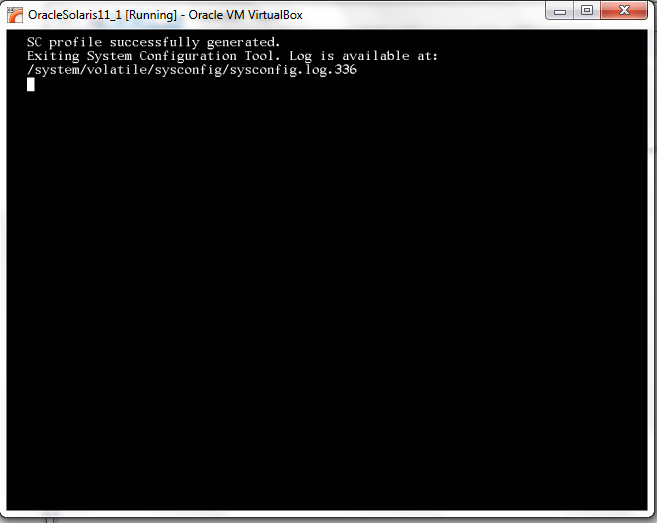 OracleSolaris11_1 [Running] - Oracle VM VirtualBox
SC profile successfully generated.
Exiting System Configuration Tool. Log is available at:
/system/volatile/sysconfig/sysconfig.log.336